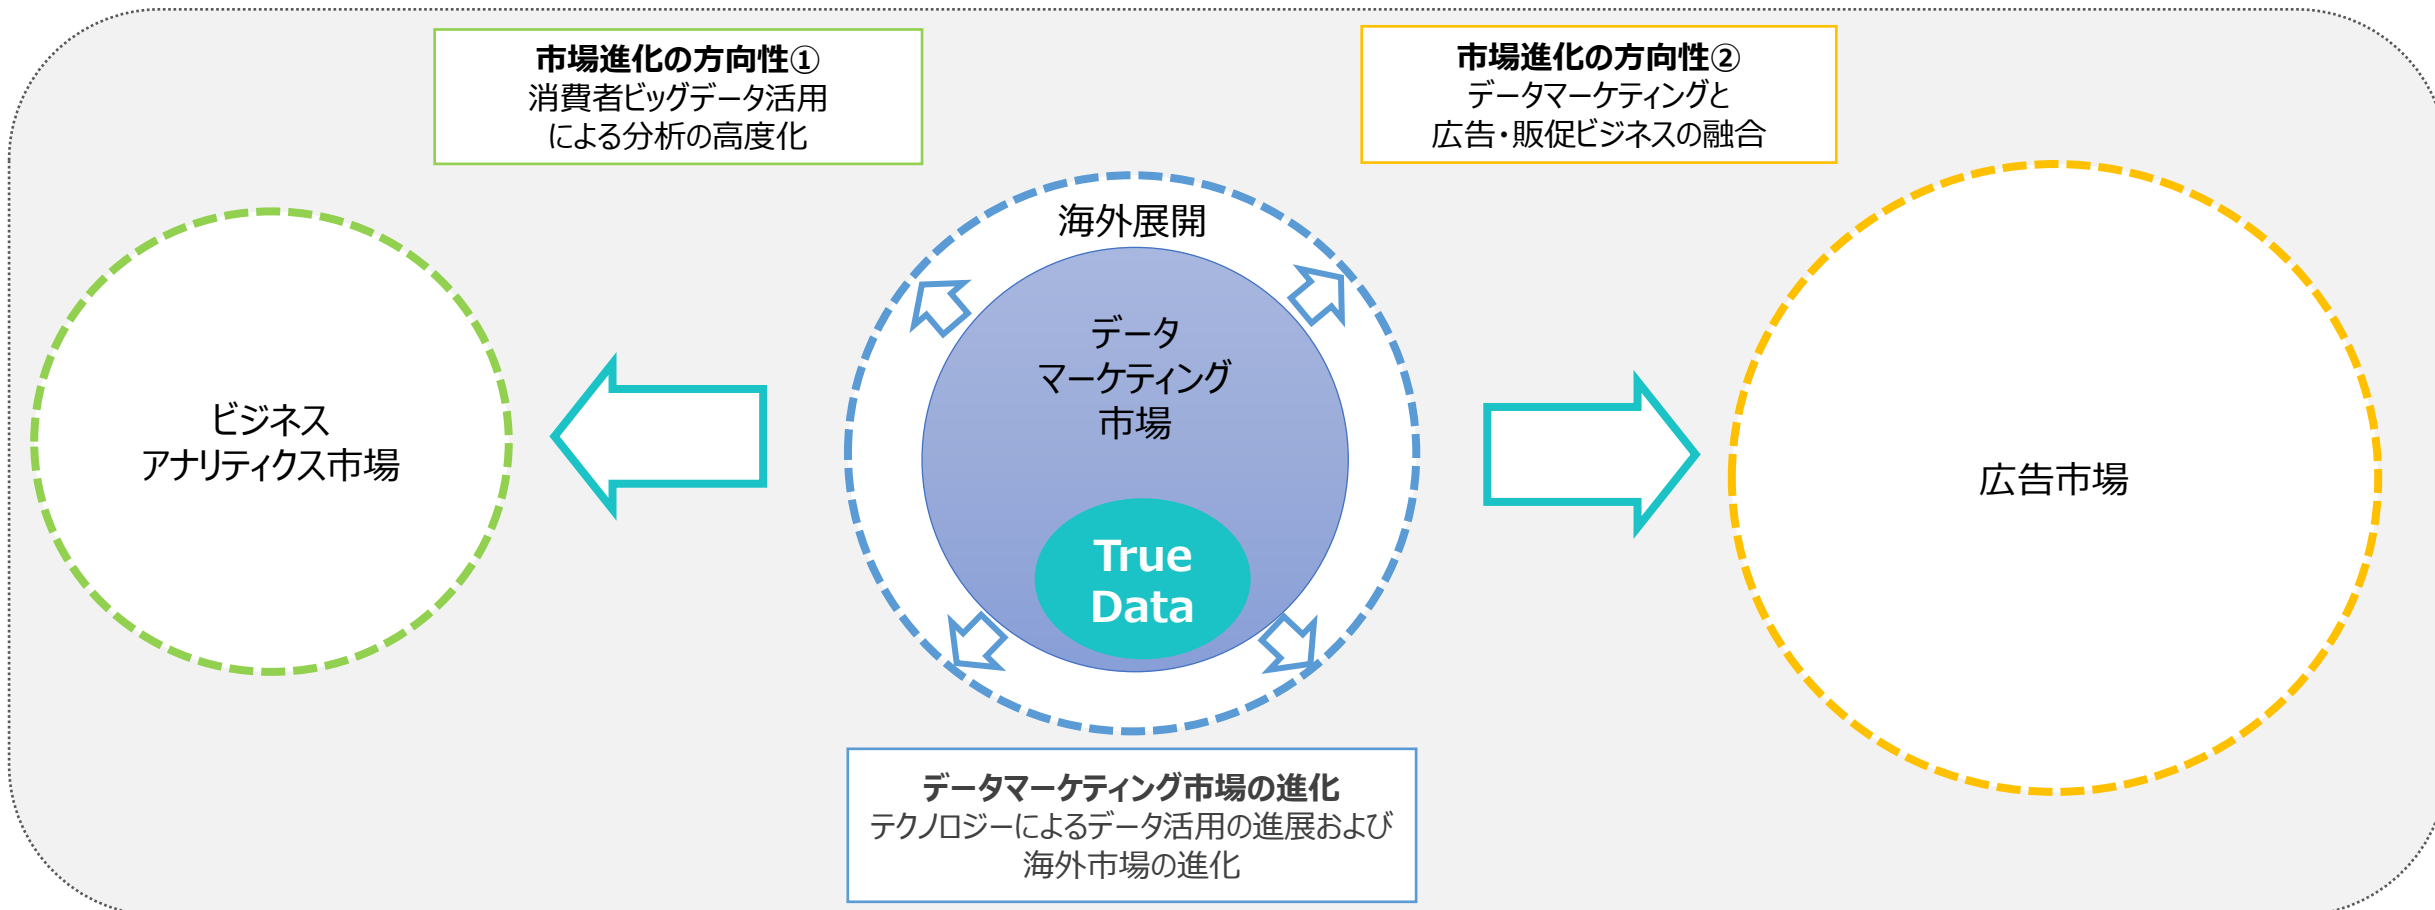 市場進化の方向性①
消費者ビッグデータ活用
による分析の高度化
市場進化の方向性②
データマーケティングと
広告・販促ビジネスの融合
海外展開
データ
マーケティング
市場
True
Data
ビジネス
アナリティクス市場
広告市場
データマーケティング市場の進化
テクノロジーによるデータ活用の進展および
海外市場の進化